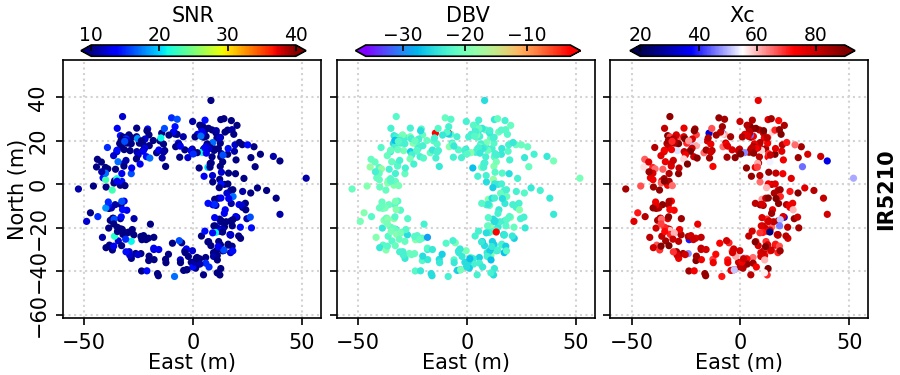 SNR
DBV
Xc
10 20 30 40
−30 −20 −10
20 40 60 80
North (m)
40
20
0
−20
−40
−60
IR5210
−50 0 50
−50 0 50
−50 0 50
East (m)
East (m)
East (m)